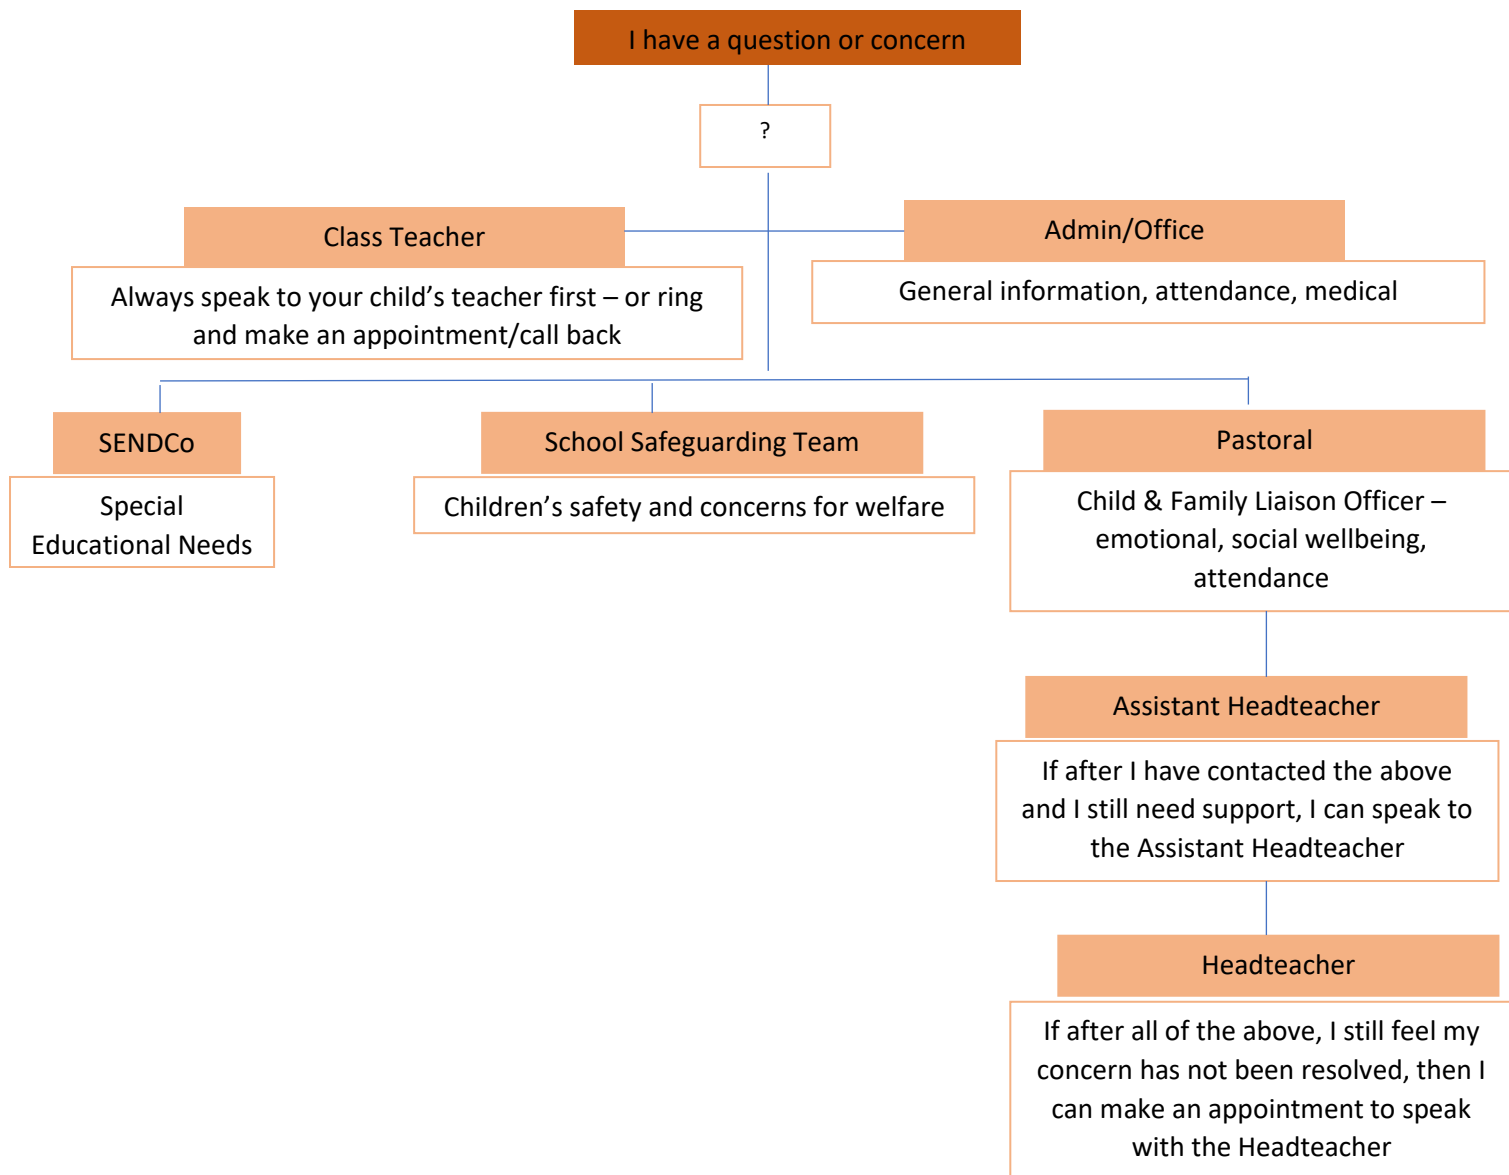 I have a question or concern
?
Class Teacher
Always speak to your child’s teacher first – or ring
and make an appointment/call back
Admin/Office
General information, attendance, medical
SENDCo
Special
Educational Needs
School Safeguarding Team
Children’s safety and concerns for welfare
Pastoral
Child & Family Liaison Officer –
emotional, social wellbeing,
attendance
Assistant Headteacher
If after I have contacted the above
and I still need support, I can speak to
the Assistant Headteacher
Headteacher
If after all of the above, I still feel my
concern has not been resolved, then I
can make an appointment to speak
with the Headteacher